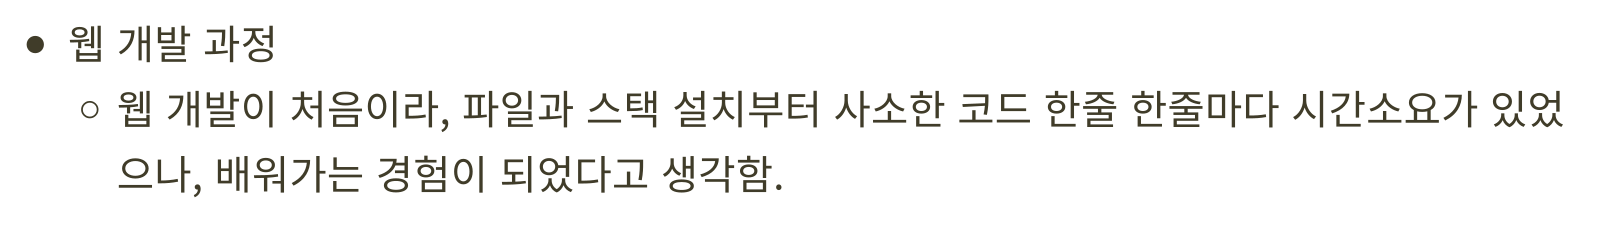 ● 웹 개발 과정
○ 웹 개발이 처음이라, 파일과 스택 설치부터 사소한 코드 한줄 한줄마다 시간소요가 있었
으나, 배워가는 경험이 되었다고 생각함.